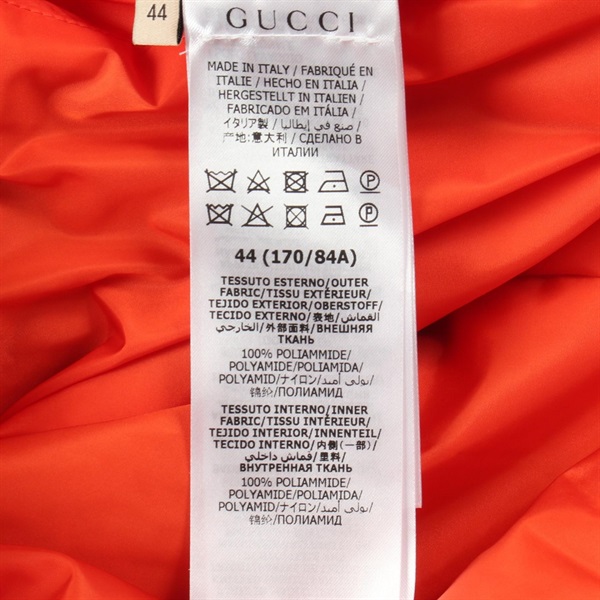 44
GUCCI
MADE IN ITALY / FABRIQUÉ EN
ITALIE / HECHO EN ITALIA /
HERGESTELLT IN ITALIEN /
FABRICADO EM ITÁLIA /
イタリア製 / صنع في إيطاليا /
产地:意大利 / СДЕЛАНО В
ИТАЛИИ
P
P
44 (170/84A)
TESSUTO ESTERNO/OUTER
FABRIC/TISSU EXTÉRIEUR/
TEJIDO EXTERIOR/OBERSTOFF/
TECIDO EXTERNO/表地/القماش
الخارجي/外部面料/ВНЕШНЯЯ
ТКАНЬ
100% POLIAMMIDE/
POLYAMIDE/POLYAMIDE/POLIAMIDA/
POLYAMID/ナイロン/بولي أميد/
锦纶/ПОЛИАМИД
TESSUTO INTERNO/INNER
FABRIC/TISSU INTÉRIEUR/
TEJIDO INTERIOR/INNENTEIL/
TECIDO INTERNO/内側(一部)
/قماش داخلي/里料/
ВНУТРЕННАЯ ТКАНЬ
100% POLIAMMIDE/
POLYAMIDE/POLYAMIDE/POLIAMIDA/
POLYAMID/ナイロン/بولي أميد/
锦纶/ПОЛИАМИД